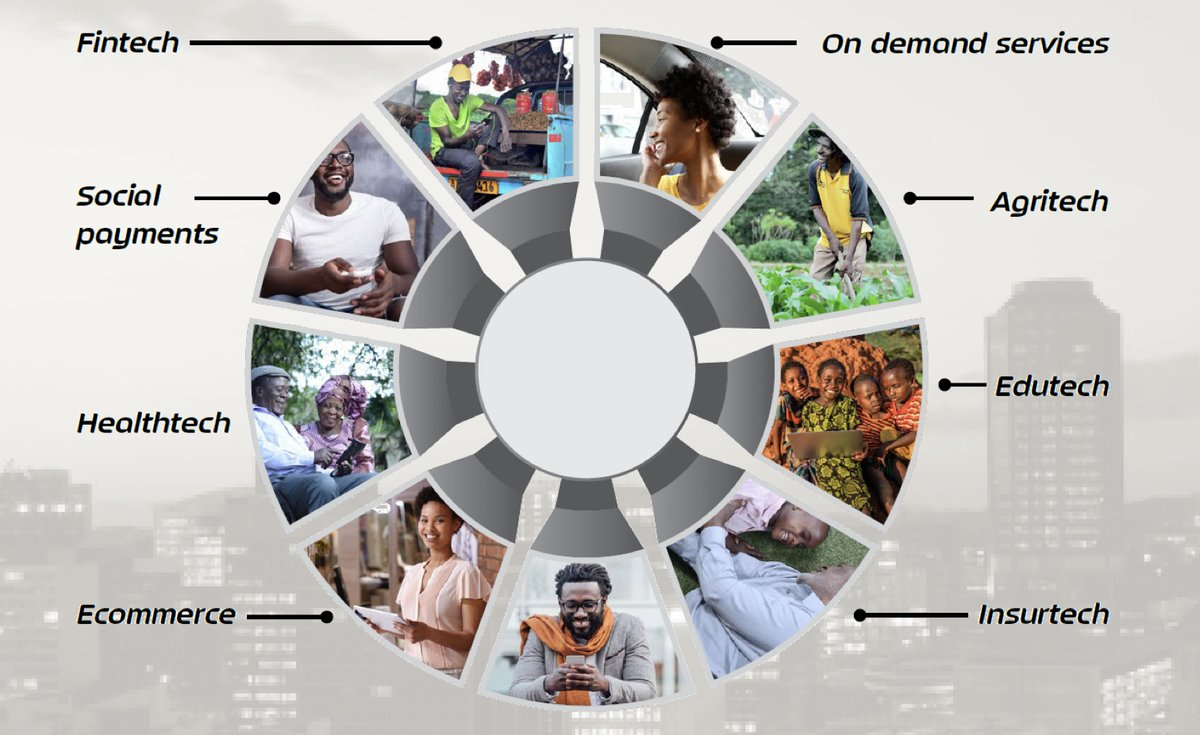 Fintech
On demand services
Social
payments
Agritech
Edutech
Healthtech
Ecommerce
Insurtech